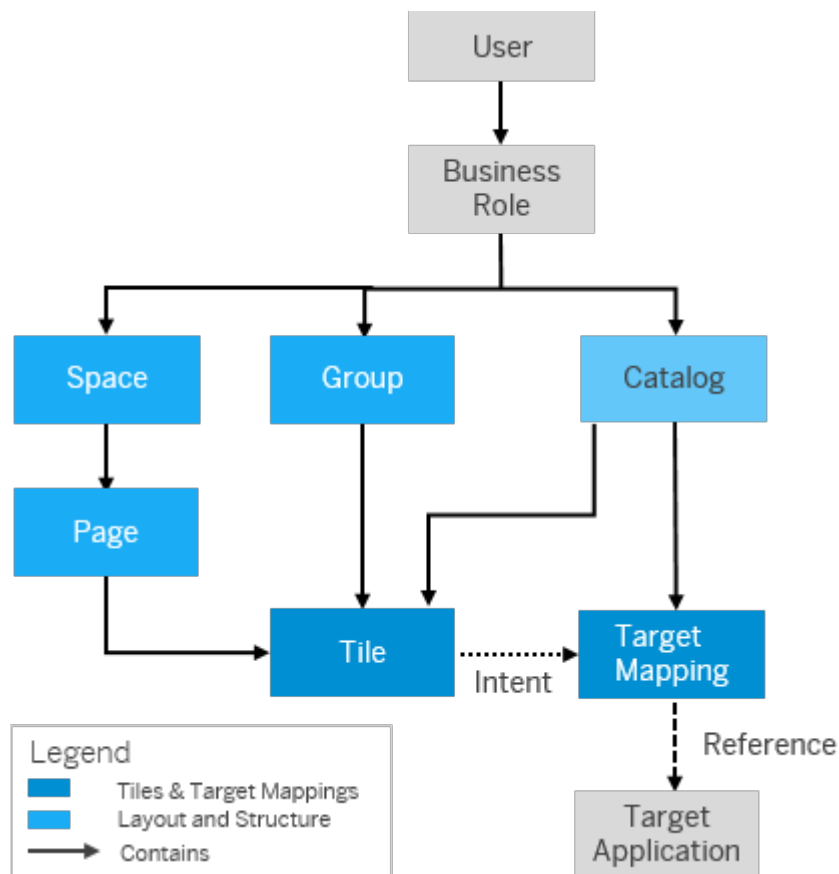 User
Business
Role
Space
Group
Catalog
Page
Tile
Intent
Target
Mapping
Reference
Legend
Tiles & Target Mappings
Layout and Structure
Contains
Target
Application